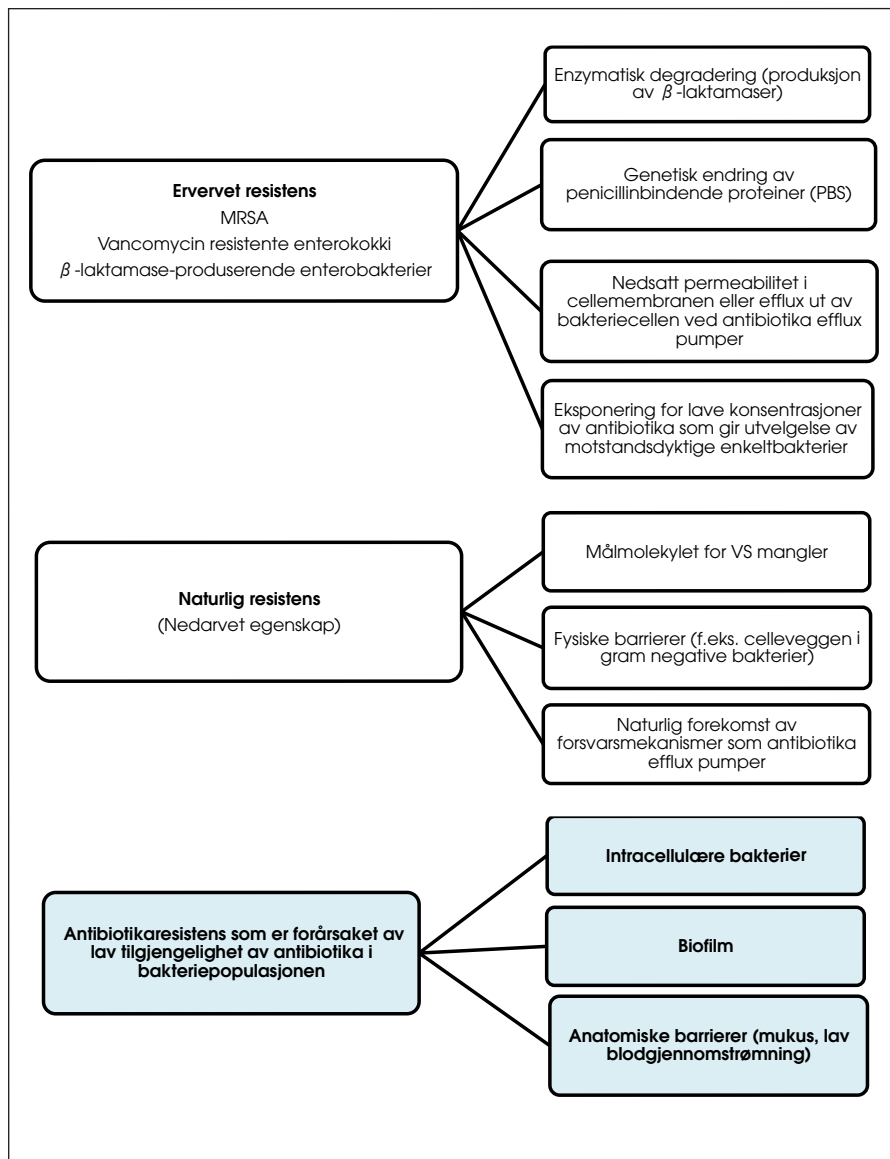 Enzymatisk degradering (produksjon
av β-laktamaser)
Ervervet resistens
MRSA
Vancomycin resistente enterokokki
β-laktamase-produserende enterobakterier
Genetisk endring av
penicillinbindende proteiner (PBS)
Nedsatt permeabilitet i
cellemembranen eller efflux ut av
bakteriecellen ved antibiotika efflux
pumper
Eksponering for lave konsentrasjoner
av antibiotika som gir utvelgelse av
motstandsdyktige enkeltbakterier
Naturlig resistens
(Nedarvet egenskap)
Målmolekylet for VS mangler
Fysiske barrierer (f.eks. celleveggen i
gram negative bakterier)
Naturlig forekomst av
forsvarsmekanismer som antibiotika
efflux pumper
Antibiotikaresistens som er forårsaket av
lav tilgjengelighet av antibiotika i
bakteriepopulasjonen
Intracellulære bakterier
Biofilm
Anatomiske barrierer (mukus, lav
blodgjennomstrømning)